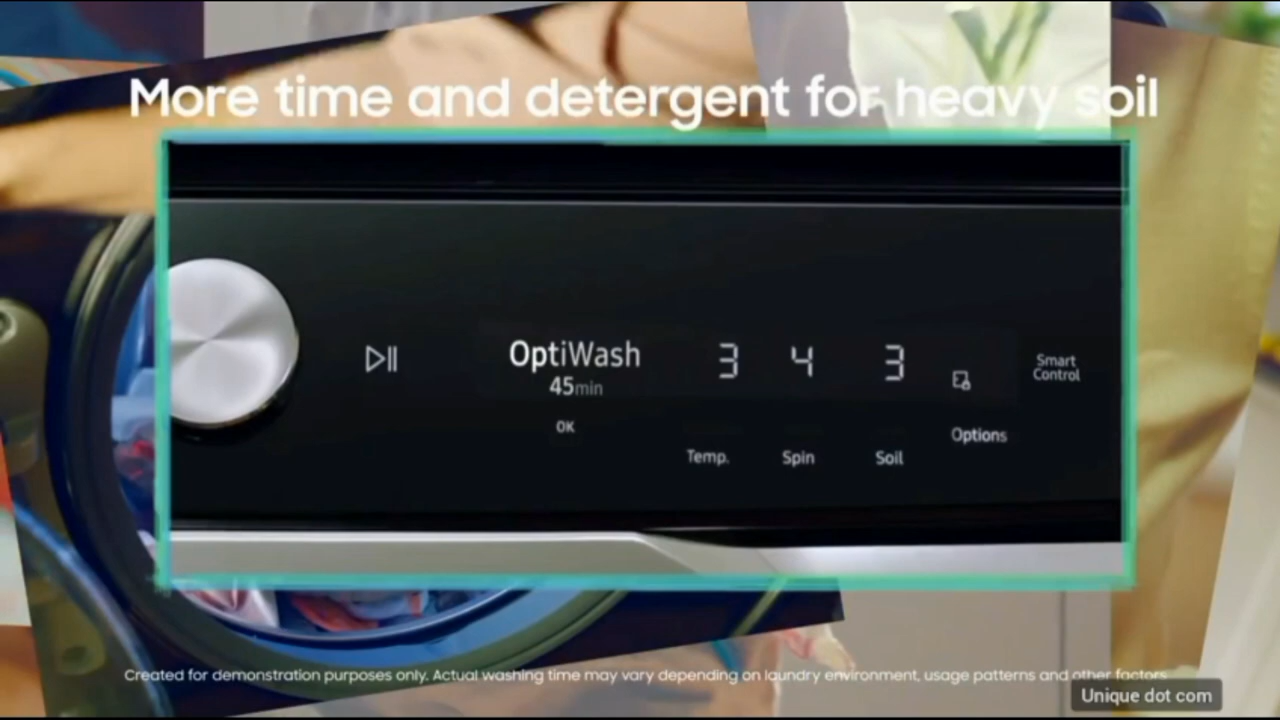 More time and detergent for heavy soil
OptiWash
45min
OK
3 4 3
Temp. Spin Soil
Options
Smart
Control
Created for demonstration purposes only. Actual washing time may vary depending on laundry environment, usage patterns and other factors
Unique dot com